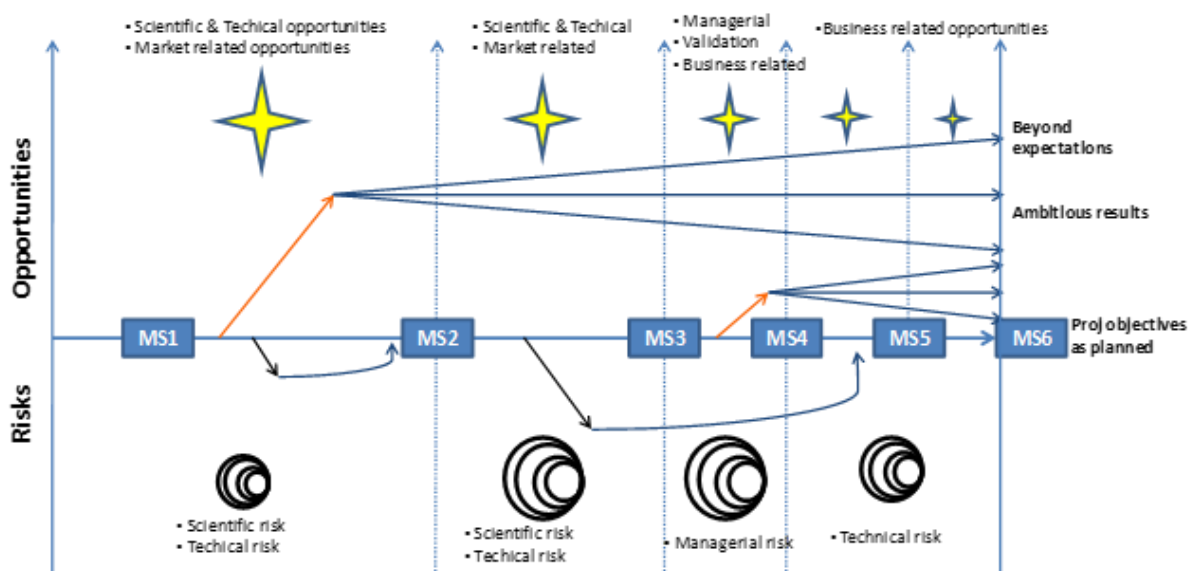 ▪ Scientific & Techical opportunities
▪ Market related opportunities
▪ Scientific & Techical
▪ Market related
▪ Managerial
▪ Validation
▪ Business related
▪ Business related opportunities
Opportunities
Beyond
expectations
Ambitious results
MS1
MS2
MS3
MS4
MS5
MS6
Proj objectives
as planned
Risks
▪ Scientific risk
▪ Techical risk
▪ Scientific risk
▪ Techical risk
▪ Managerial risk
▪ Technical risk